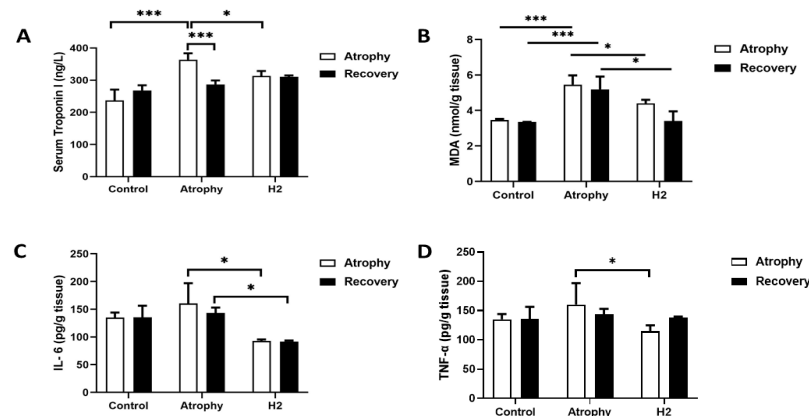 A
Serum Troponin I (ng/L)
400
300
200
100
0
***
*
***
Control
Atrophy
H2
Atrophy
Recovery
B
MDA (nmol/g tissue)
8
6
4
2
0
***
***
*
*
Control
Atrophy
H2
Atrophy
Recovery
C
IL- 6 (pg/g tissue)
250
200
150
100
50
0
*
*
Control
Atrophy
H2
Atrophy
Recovery
D
TNF-α (pg/g tissue)
250
200
150
100
50
0
*
Control
Atrophy
H2
Atrophy
Recovery